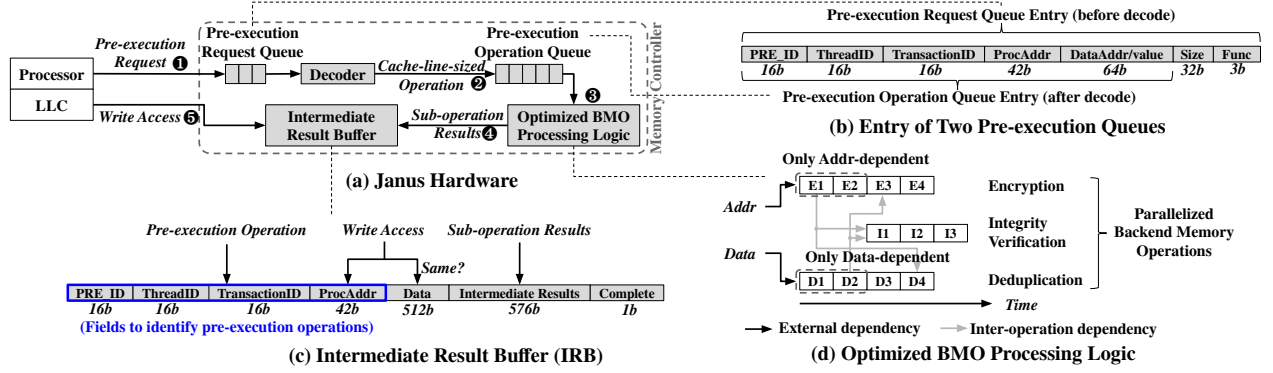 Pre-execution Request ❶
Processor
LLC
Write Access ❺
Pre-execution
Request Queue
Decoder
Cache-line-sized
Operation ❷
Pre-execution
Operation Queue
❸
Intermediate
Result Buffer
Sub-operation
Results ❹
Optimized BMO
Processing Logic
Memory Controller
(a) Janus Hardware
Pre-execution Request Queue Entry (before decode)
PRE_ID ThreadID TransactionID ProcAddr DataAddr/value Size Func
16b 16b 16b 42b 64b 32b 3b
Pre-execution Operation Queue Entry (after decode)
(b) Entry of Two Pre-execution Queues
Pre-execution Operation Write Access Sub-operation Results
Same?
PRE_ID ThreadID TransactionID ProcAddr Data Intermediate Results Complete
16b 16b 16b 42b 512b 576b 1b
(Fields to identify pre-execution operations)
(c) Intermediate Result Buffer (IRB)
Only Addr-dependent
Addr
E1 E2 E3 E4
Encryption
I1 I2 I3
Integrity
Verification
Data
Only Data-dependent
D1 D2 D3 D4
Deduplication
Parallelized
Backend Memory
Operations
Time
External dependency Inter-operation dependency
(d) Optimized BMO Processing Logic